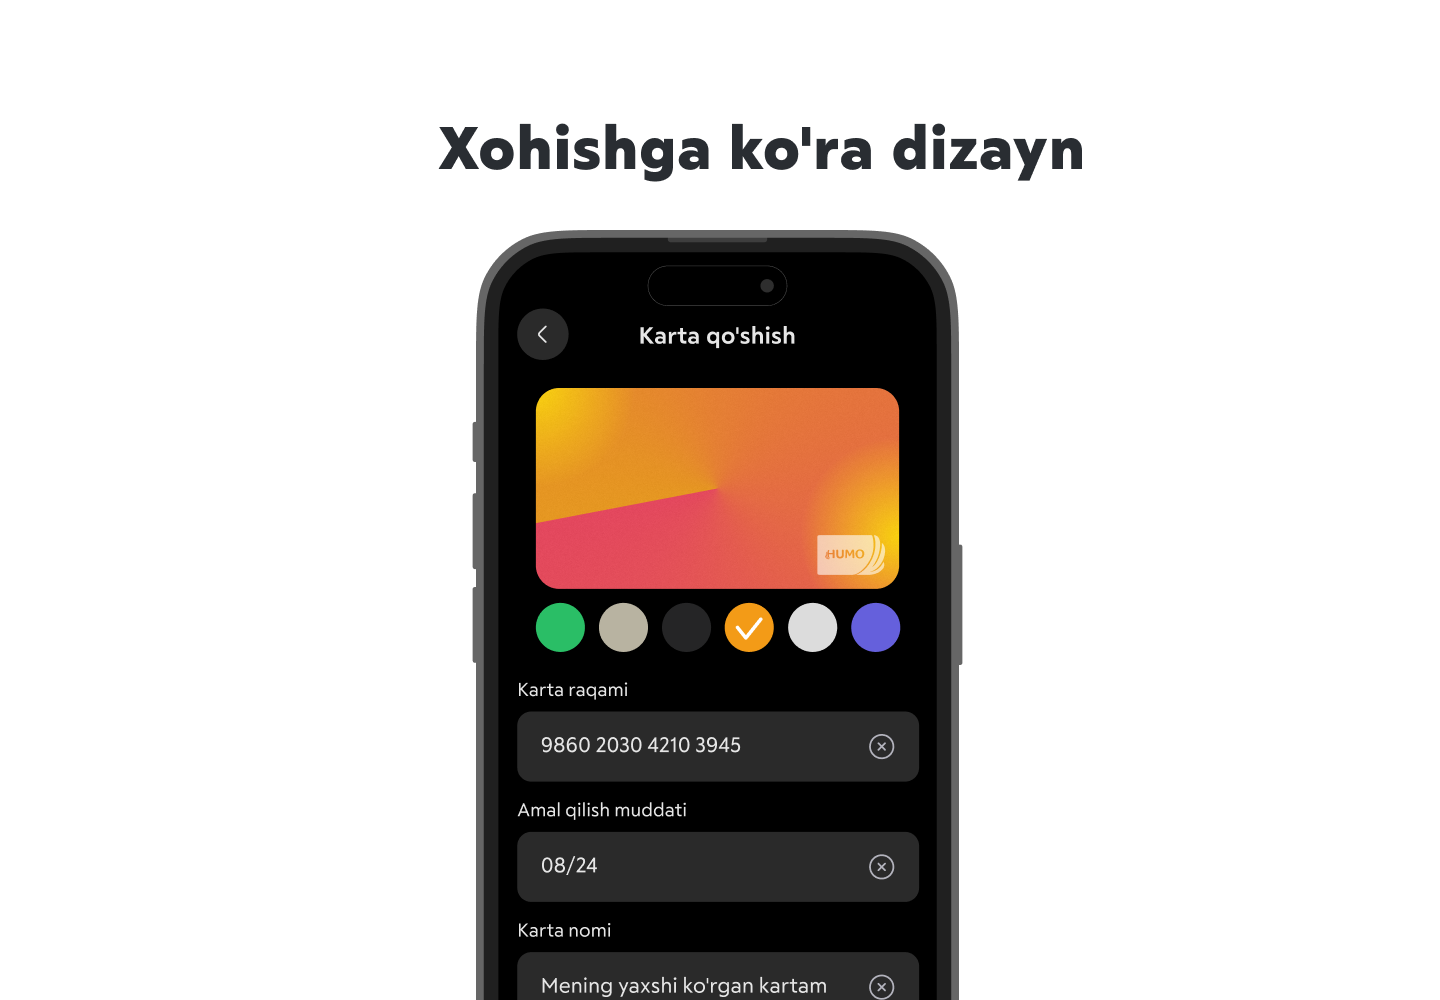 Xohishga ko'ra dizayn
Karta qo'shish
HUMO
Karta raqami
9860 2030 4210 3945
Amal qilish muddati
08/24
Karta nomi
Mening yaxshi ko'rgan kartam